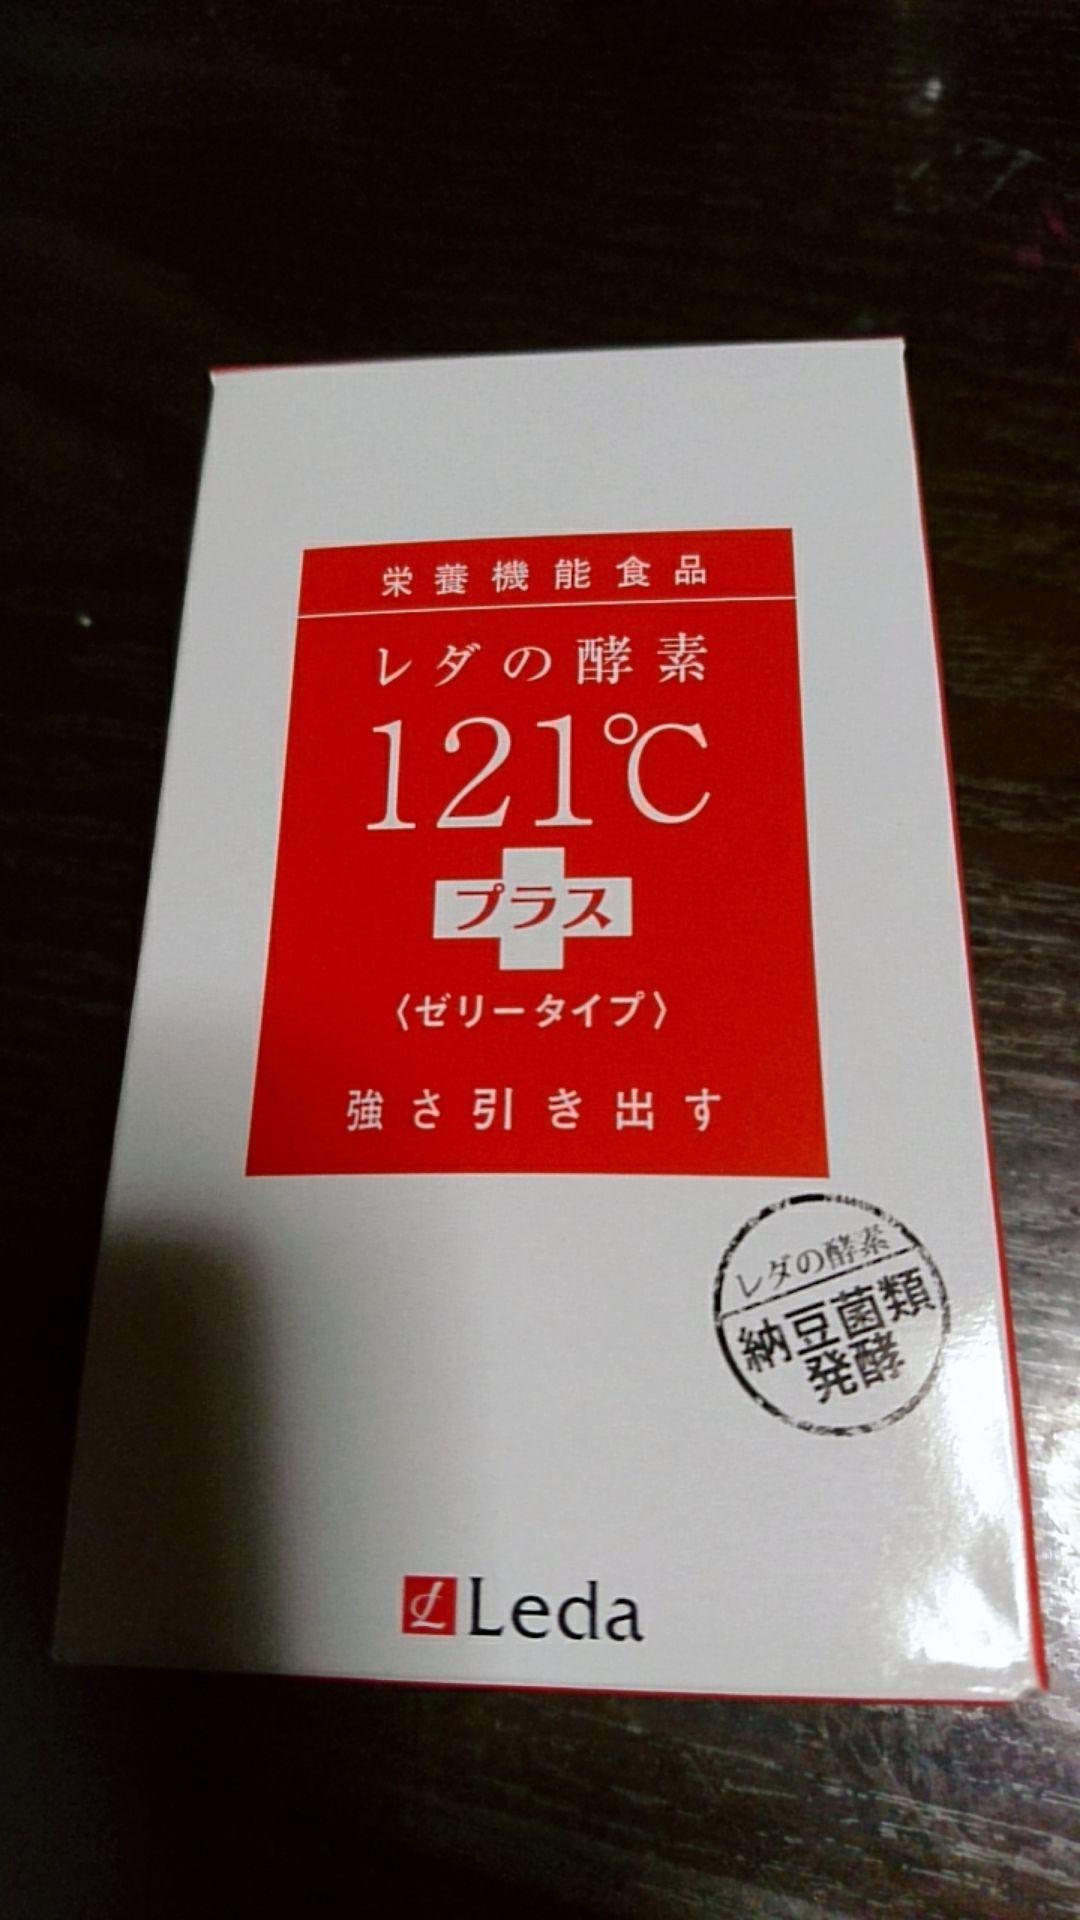 栄養機能食品
レダの酵素
121℃
プラス
〈ゼリータイプ〉
強さ引き出す
レダの酵素
納豆菌類
発酵
Leda